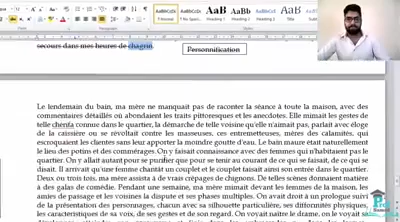 AaBbCcDc AaBbCcDc AaB AaBb AaBbCcI AaB
Heading 1
Title
secours dans mes heures de chagrin.
Personnification
Le lendemain du bain, ma mère ne manquait pas de raconter la séance à toute la maison, avec
des commentaires détaillés où abondaient les traits pittoresques et les anecdotes. Elle mimait les gestes de
telle chérifa connue dans le quartier, la démarche de telle voisine qu'elle n'aimait pas, parlait avec éloge
de la caissière ou se révoltait contre les masseuses, ces entremetteuses, mères des calamités, qui
escroquaient les clientes sans leur apporter la moindre goutte d'eau. Le bain maure était naturellement
le lieu des potins et des commérages. On y faisait connaissance avec des femmes qui n'habitaient pas le
quartier. On y allait autant pour se purifier que pour se tenir au courant de ce qui se faisait, de ce qui se
disait. Il arrivait qu'une femme chantât un couplet et le couplet faisait ainsi son entrée dans le quartier.
Deux ou trois fois, ma mère assista à de vrais crêpages de chignons. De telles scènes donnaient matière
à des galas de comédie. Pendant une semaine, ma mère mimait devant les femmes de la maison, les
amies de passage et les voisines la dispute et ses phases multiples. On avait droit à un prologue suivi
de la présentation des personnages, chacun avec sa silhouette particulière, ses difformités physiques,
les caractéristiques de sa voix, de ses gestes et de son regard. On voyait naître le drame, on le voyait se